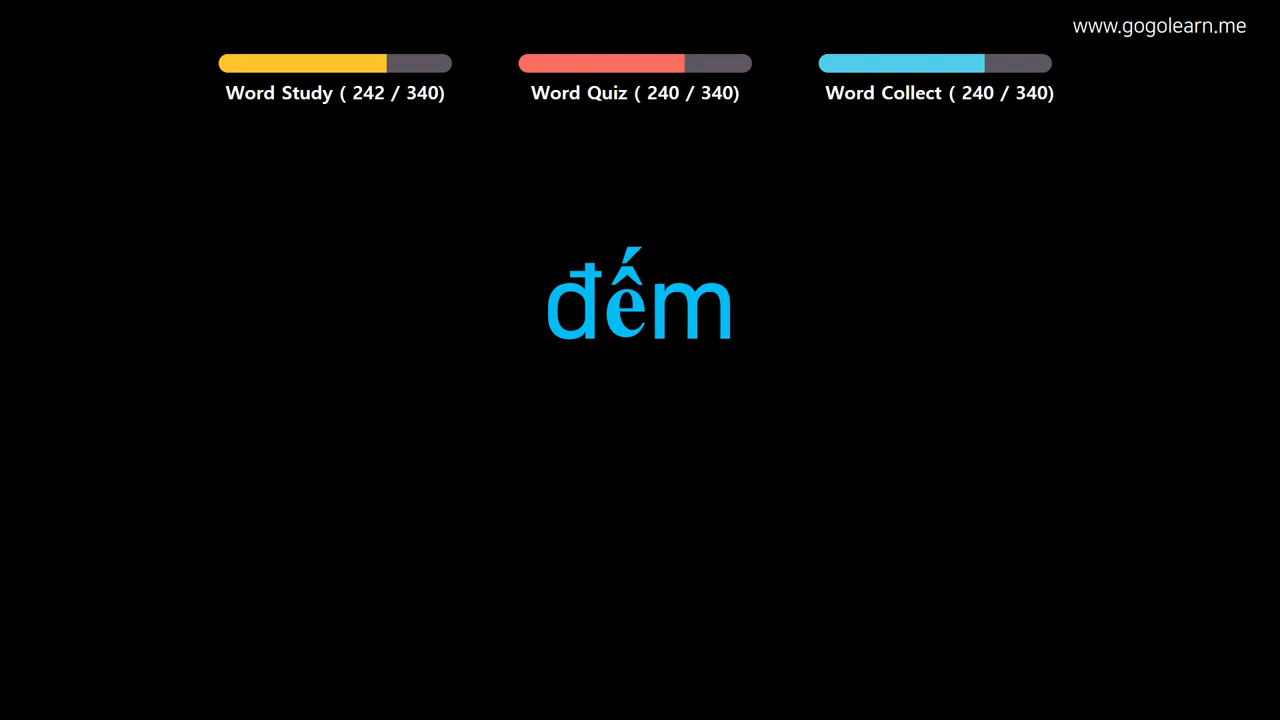 www.gogolearn.me
Word Study ( 242 / 340)
Word Quiz ( 240 / 340)
Word Collect ( 240 / 340)
đếm